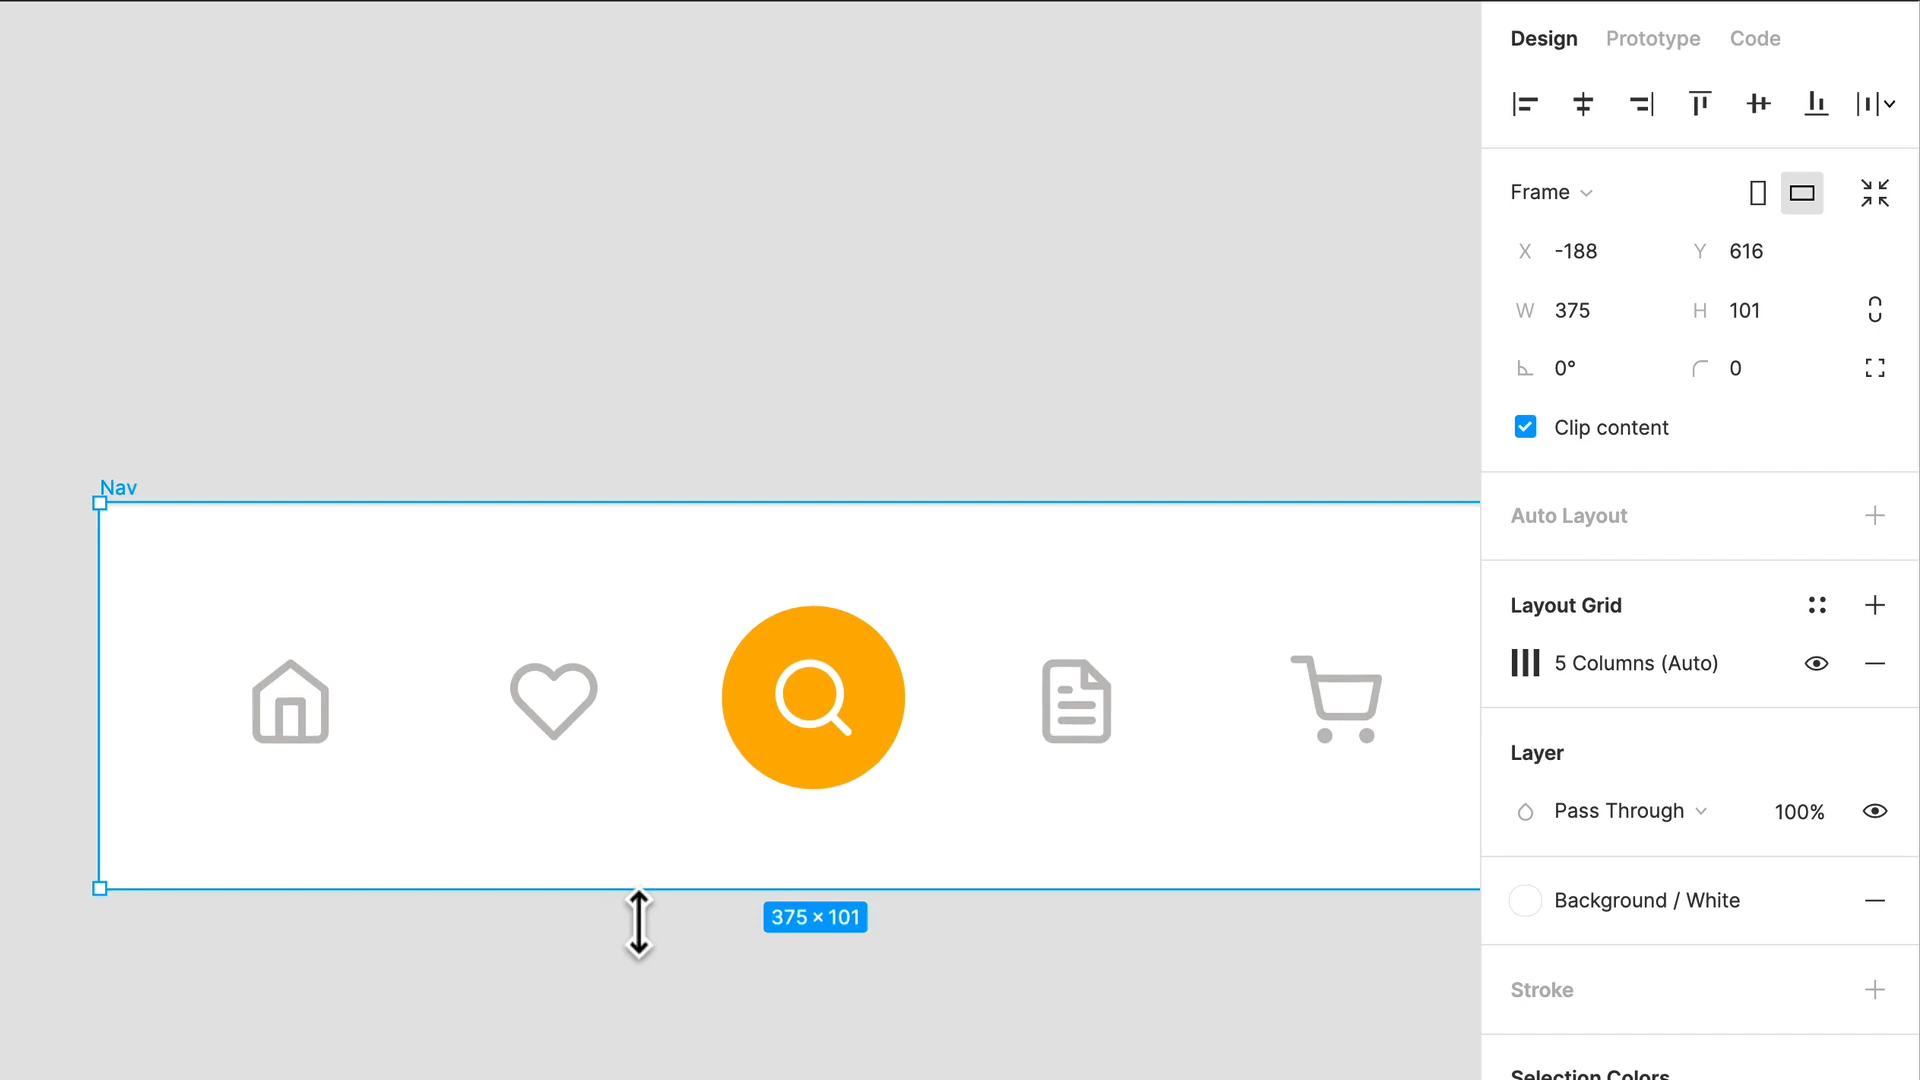 Design Prototype Code
Frame
X -188 Y 616
W 375 H 101
0° 0
Clip content
Nav
Auto Layout
Layout Grid
5 Columns (Auto)
Layer
Pass Through 100%
Background / White
375 × 101
Stroke
Selection Colors